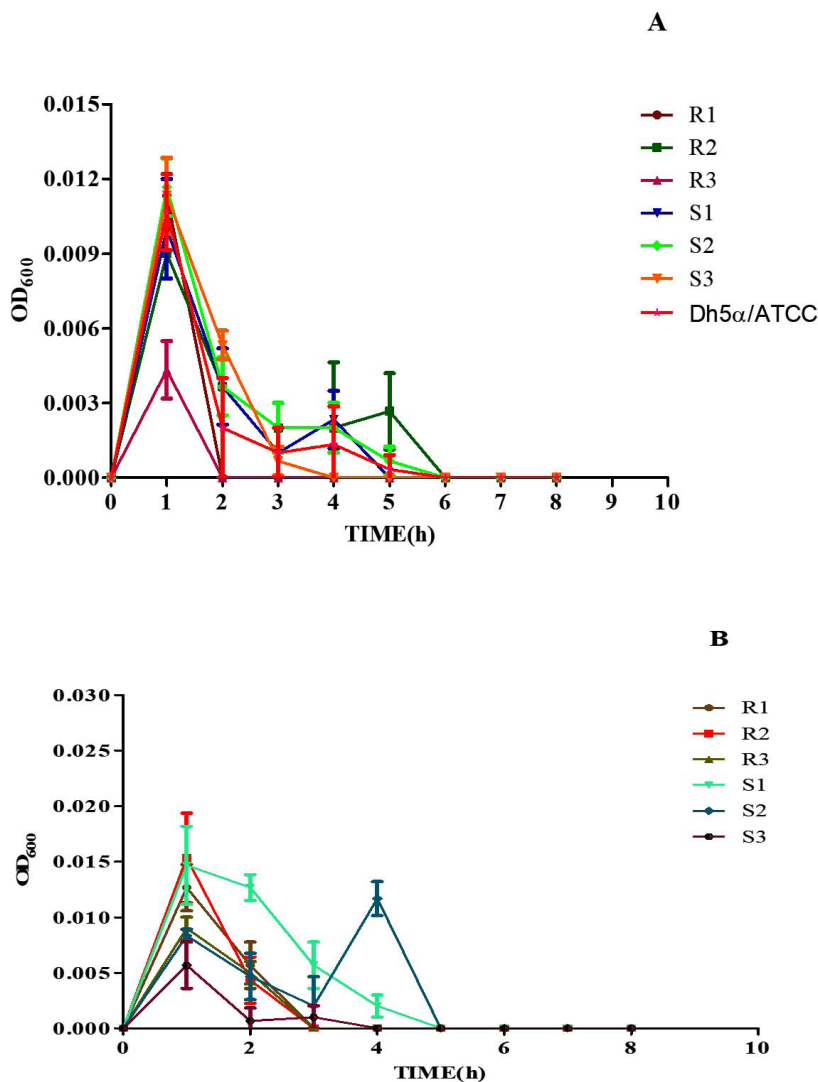 A
0.015
0.012
0.009
0.006
0.003
0.000
OD600
0 1 2 3 4 5 6 7 8 9 10
TIME(h)
R1
R2
R3
S1
S2
S3
Dh5α/ATCC
B
0.030
0.025
0.020
0.015
0.010
0.005
0.000
OD600
0 2 4 6 8 10
TIME(h)
R1
R2
R3
S1
S2
S3